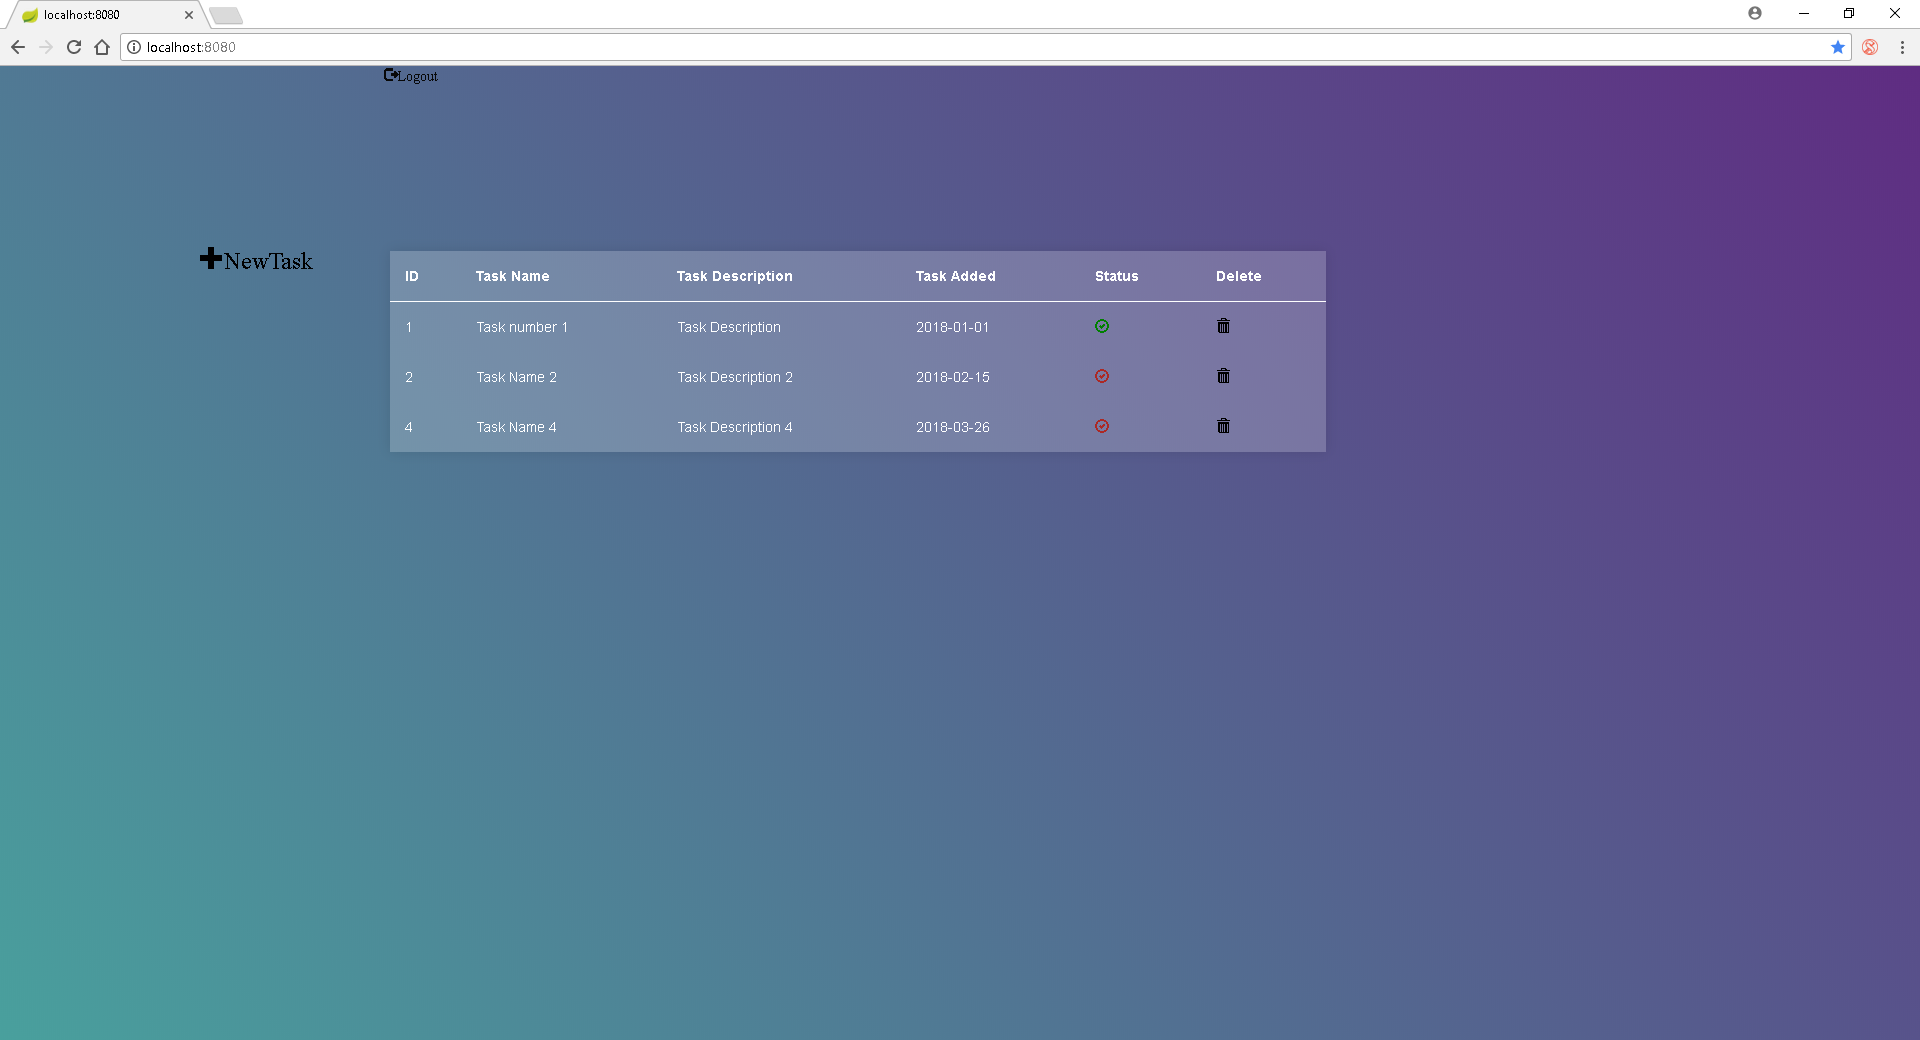 localhost:8080
localhost:8080
Logout
NewTask
ID Task Name Task Description Task Added Status Delete
1 Task number 1 Task Description 2018-01-01
2 Task Name 2 Task Description 2 2018-02-15
4 Task Name 4 Task Description 4 2018-03-26